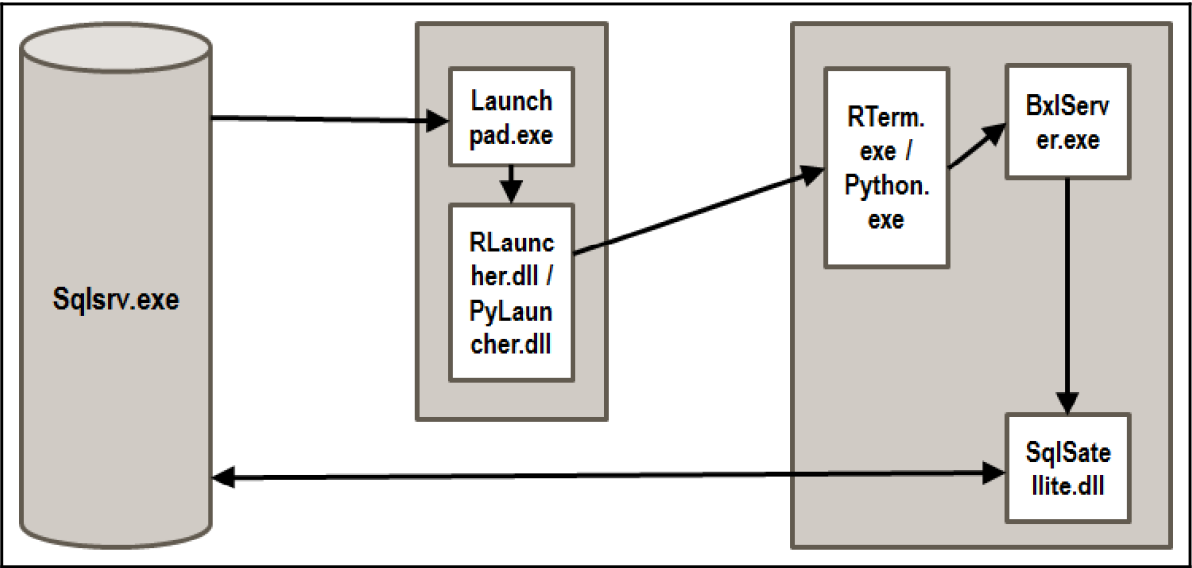 Sqlsrv.exe
Launch
pad.exe
RLaunc
her.dll /
PyLaun
cher.dll
RTerm.
exe /
Python.
exe
BxlServ
er.exe
SqlSate
llite.dll